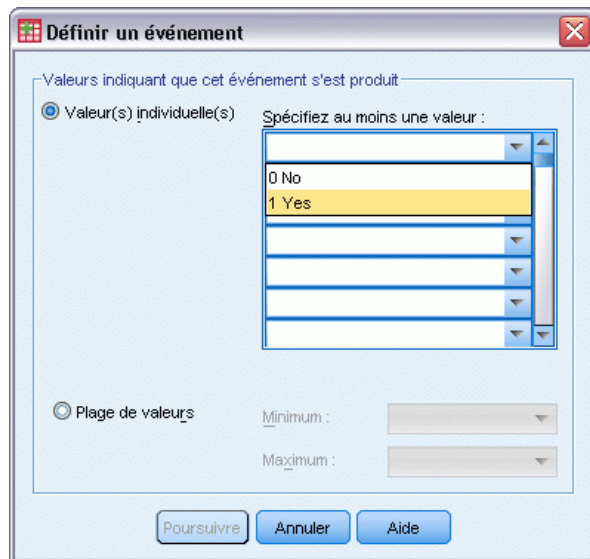 Définir un événement
Valeurs indiquant que cet événement s'est produit
Valeur(s) individuelle(s)
Spécifiez au moins une valeur :
0 No
1 Yes
Plage de valeurs
Minimum :
Maximum :
Poursuivre
Annuler
Aide